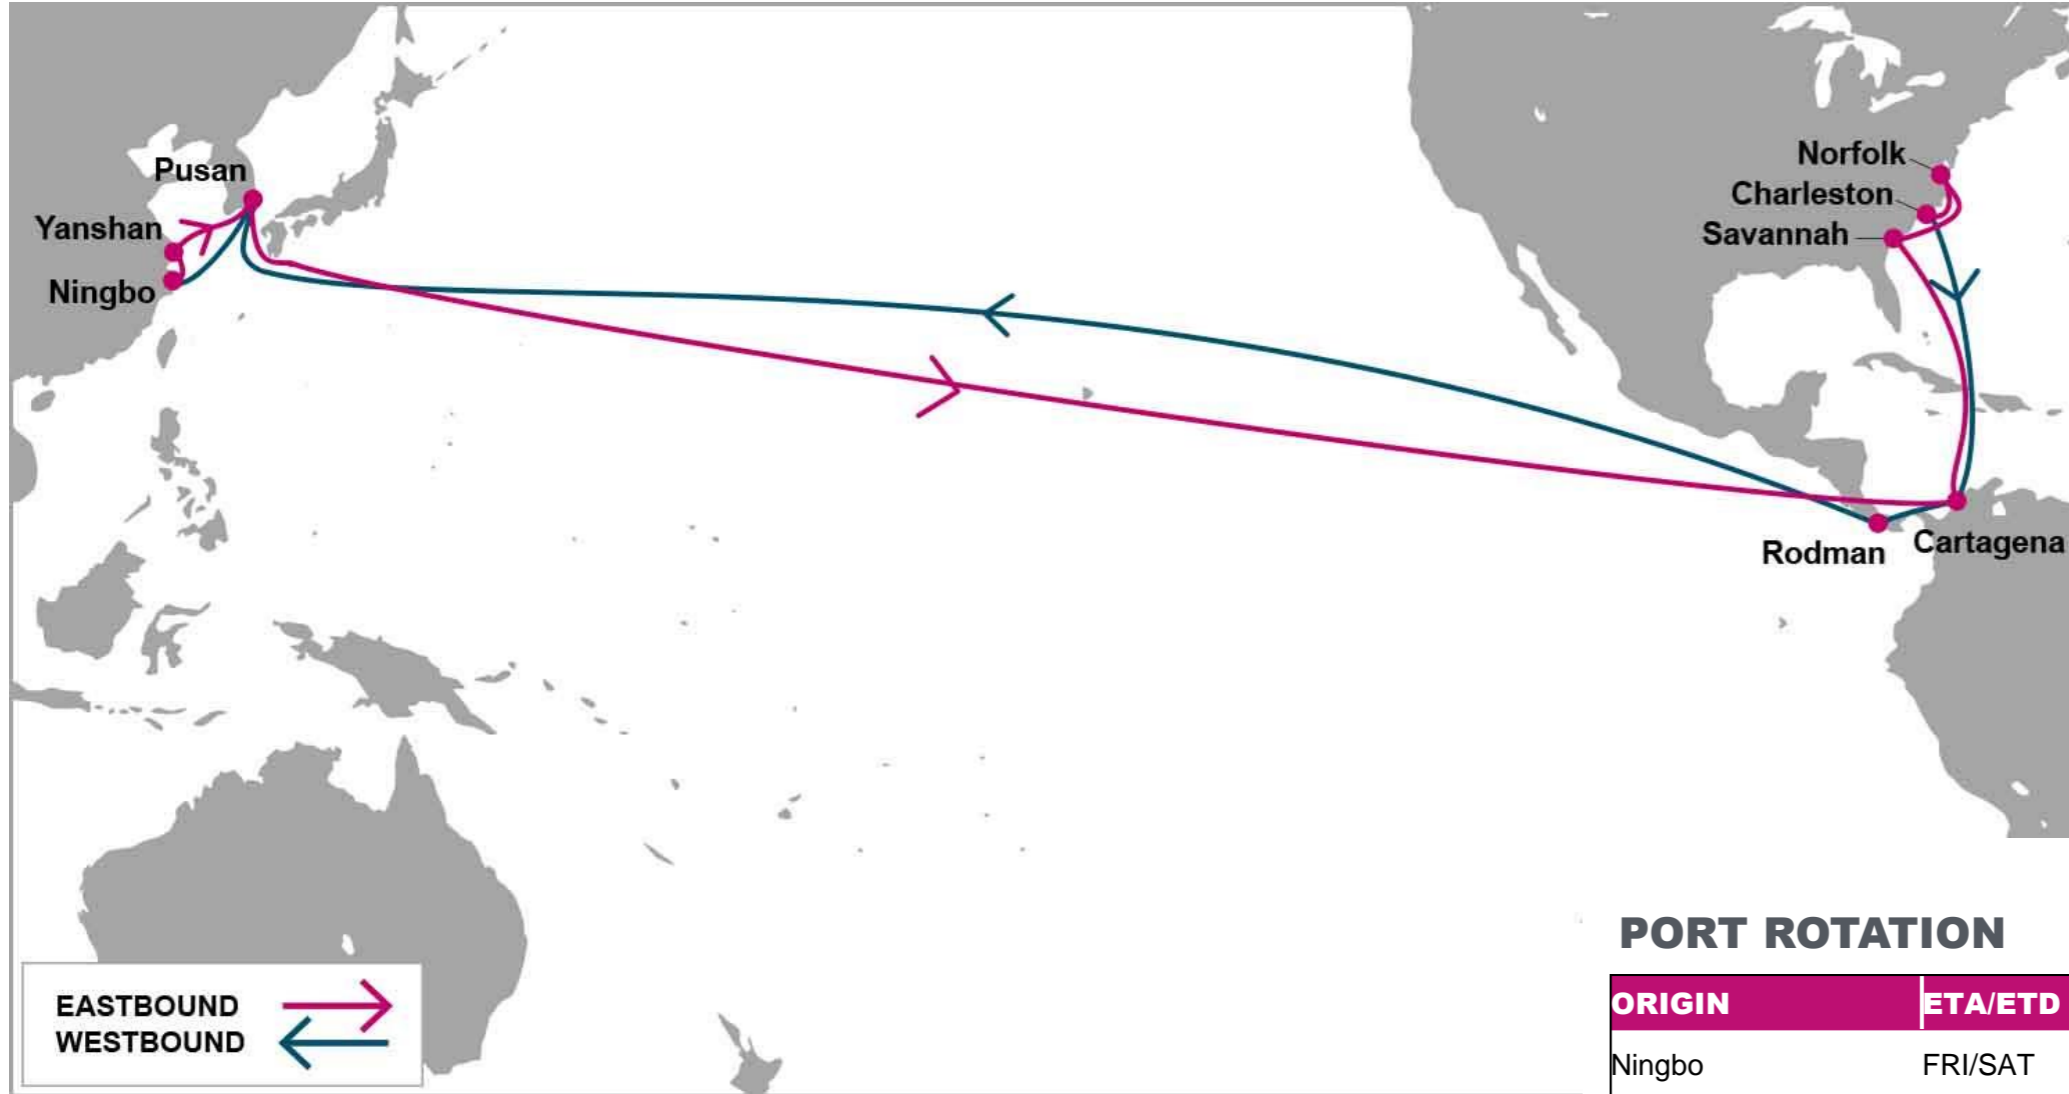 Norfolk
Pusan
Charleston
Yanshan
Savannah
Ningbo
Rodman
Cartagena
PORT ROTATION
EASTBOUND
WESTBOUND
ORIGIN ETA/ETD
Ningbo FRI/SAT